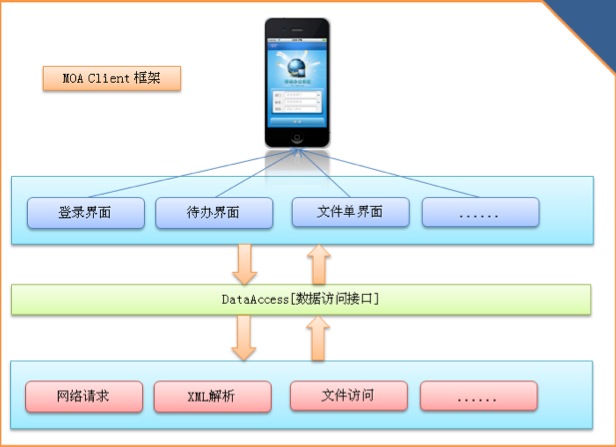 MOA Client 框架
登录界面
待办界面
文件单界面
......
DataAccess[数据访问接口]
网络请求
XML解析
文件访问
......